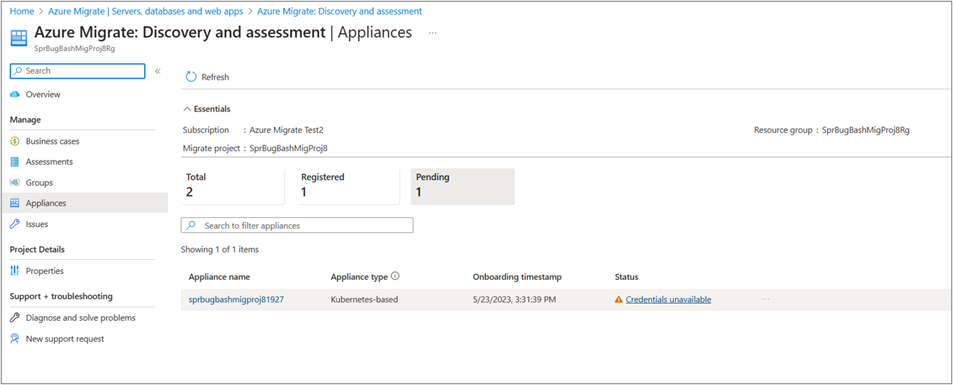 Home > Azure Migrate | Servers, databases and web apps > Azure Migrate: Discovery and assessment
Azure Migrate: Discovery and assessment | Appliances ...
SprBugBashMigProj8Rg
Search
«
Refresh
Overview
Manage
Business cases
Assessments
Groups
Appliances
Issues
Project Details
Properties
Support + troubleshooting
Diagnose and solve problems
New support request
Essentials
Subscription : Azure Migrate Test2
Resource group : SprBugBashMigProj8Rg
Migrate project : SprBugBashMigProj8
Total Registered Pending
2 1 1
Search to filter appliances
Showing 1 of 1 items
Appliance name Appliance type Onboarding timestamp Status
sprbugbashmigproj81927 Kubernetes-based 5/23/2023, 3:31:39 PM Credentials unavailable ...